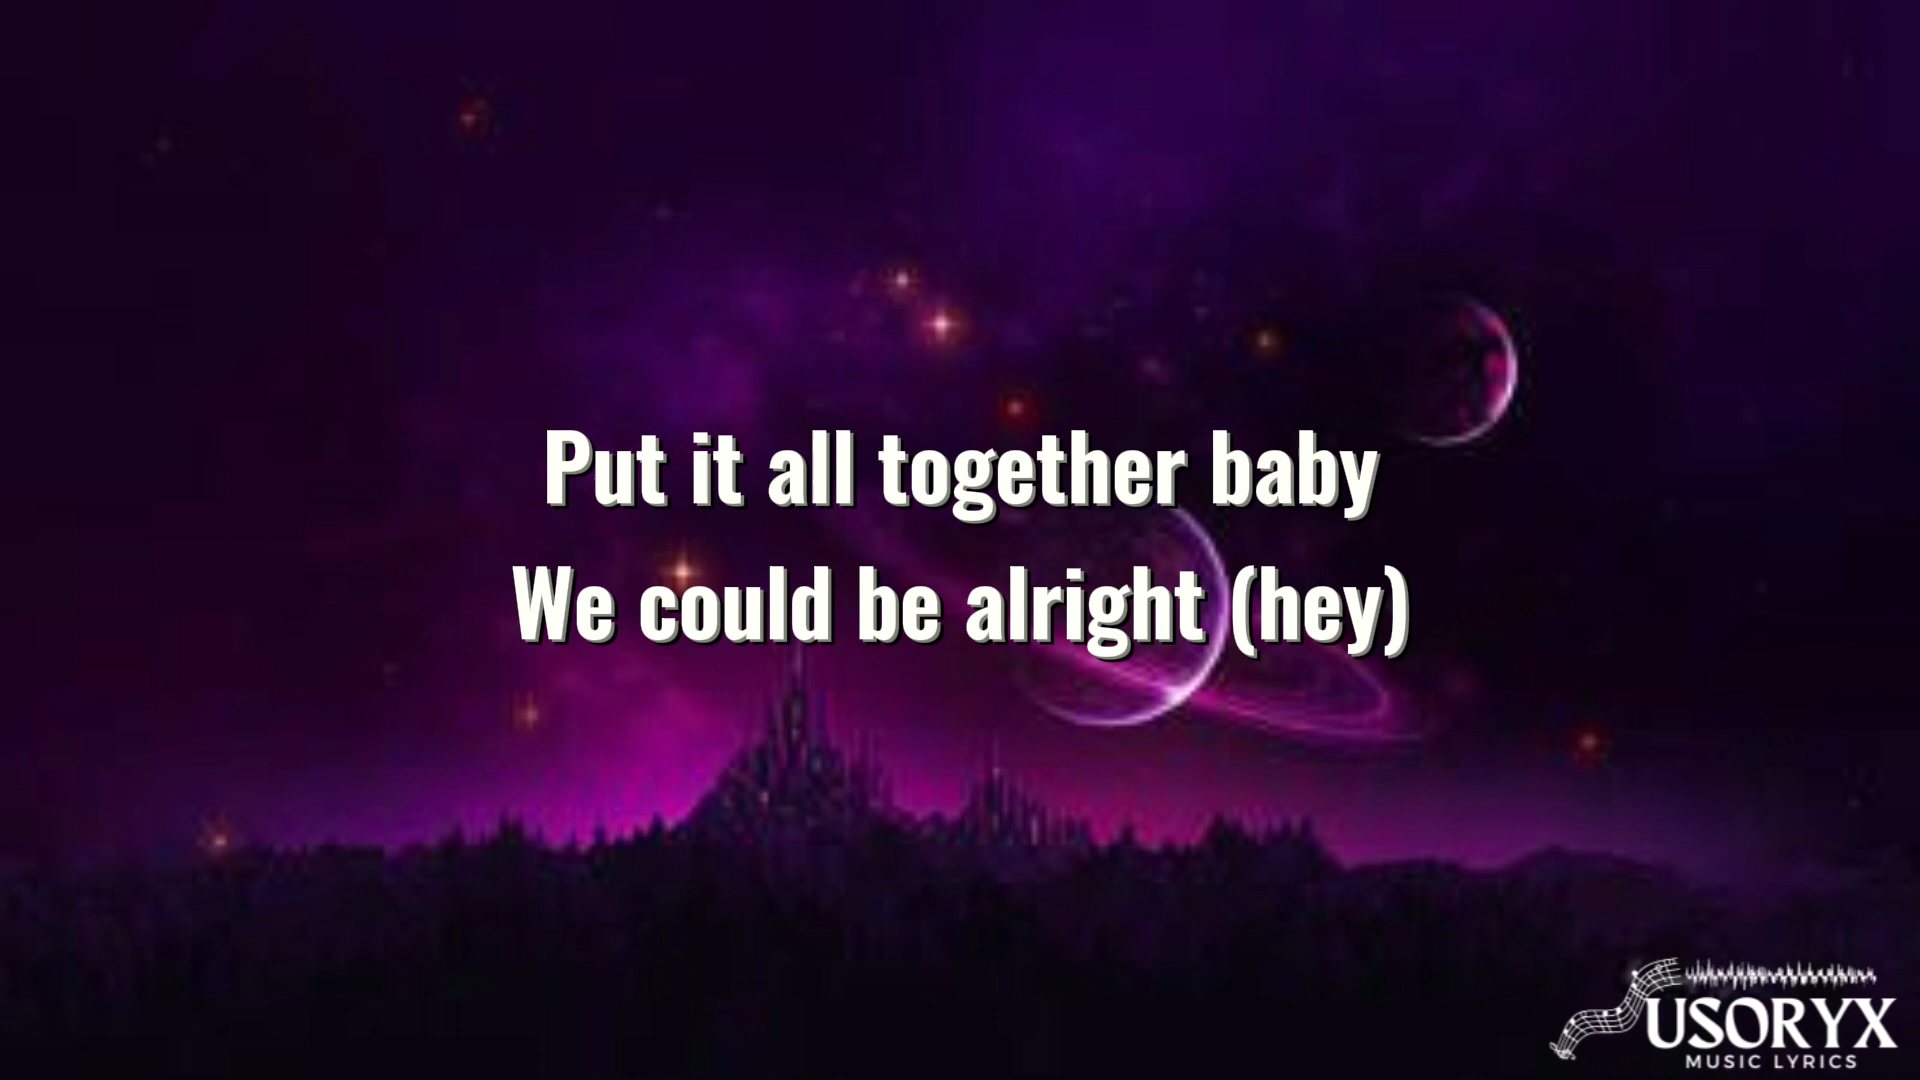 Put it all together baby
We could be alright (hey)
USORYX
MUSIC LYRICS